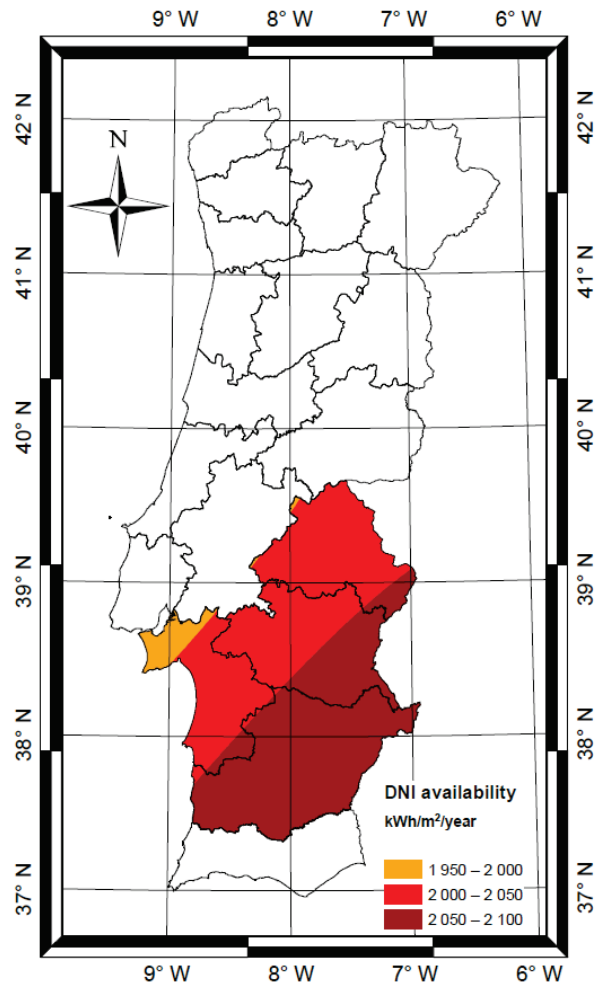 9° W 8° W 7° W 6° W
42° N 42° N
N
41° N 41° N
40° N 40° N
39° N 39° N
38° N 38° N
DNI availability
kWh/m²/year
1 950 – 2 000
2 000 – 2 050
2 050 – 2 100
37° N 37° N
9° W 8° W 7° W 6° W